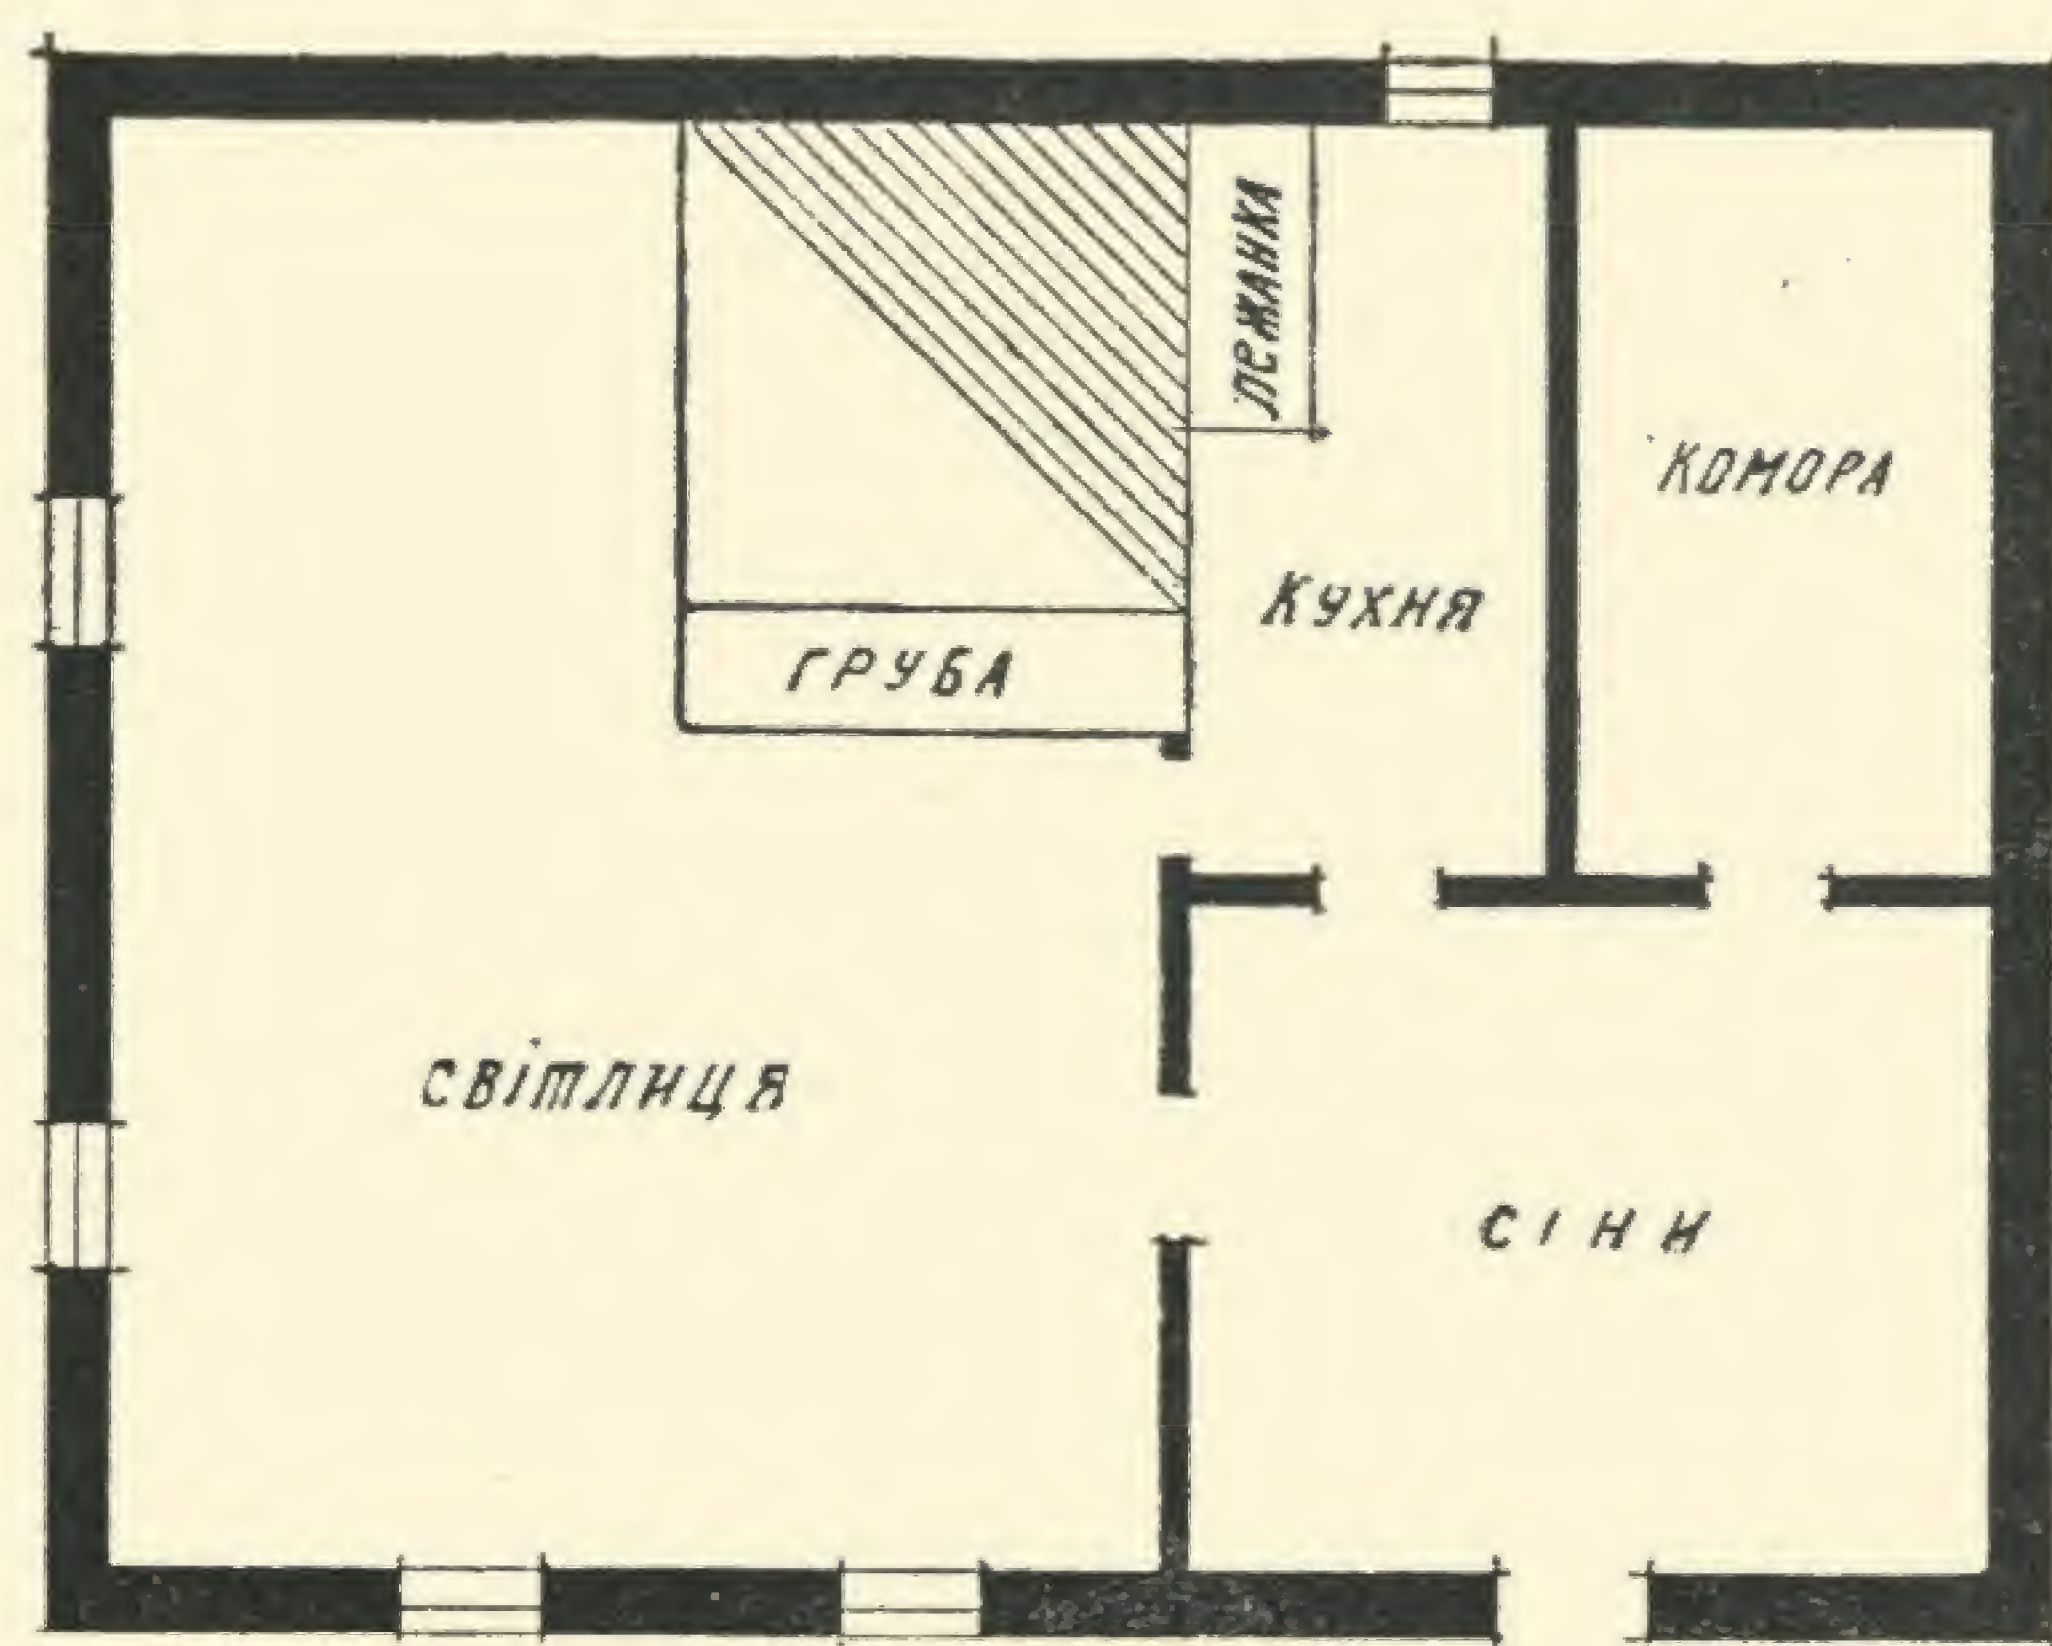 ЛЕЖАНКА
КОМОРА
КУХНЯ
ГРУБА
СВІТЛИЦЯ
СІНИ